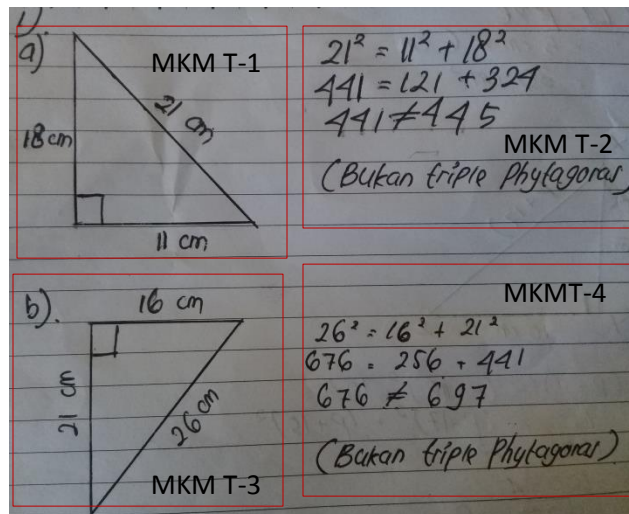 1)
a).
MKM T-1
18 cm
21 cm
11 cm
21² = 11² + 18²
441 = 121 + 324
441 ≠ 445
MKM T-2
(Bukan triple Phytagoras)
b).
16 cm
21 cm
26 cm
MKM T-3
MKMT-4
26² = 16² + 21²
676 = 256 + 441
676 ≠ 697
(Bukan triple Phytagoras)